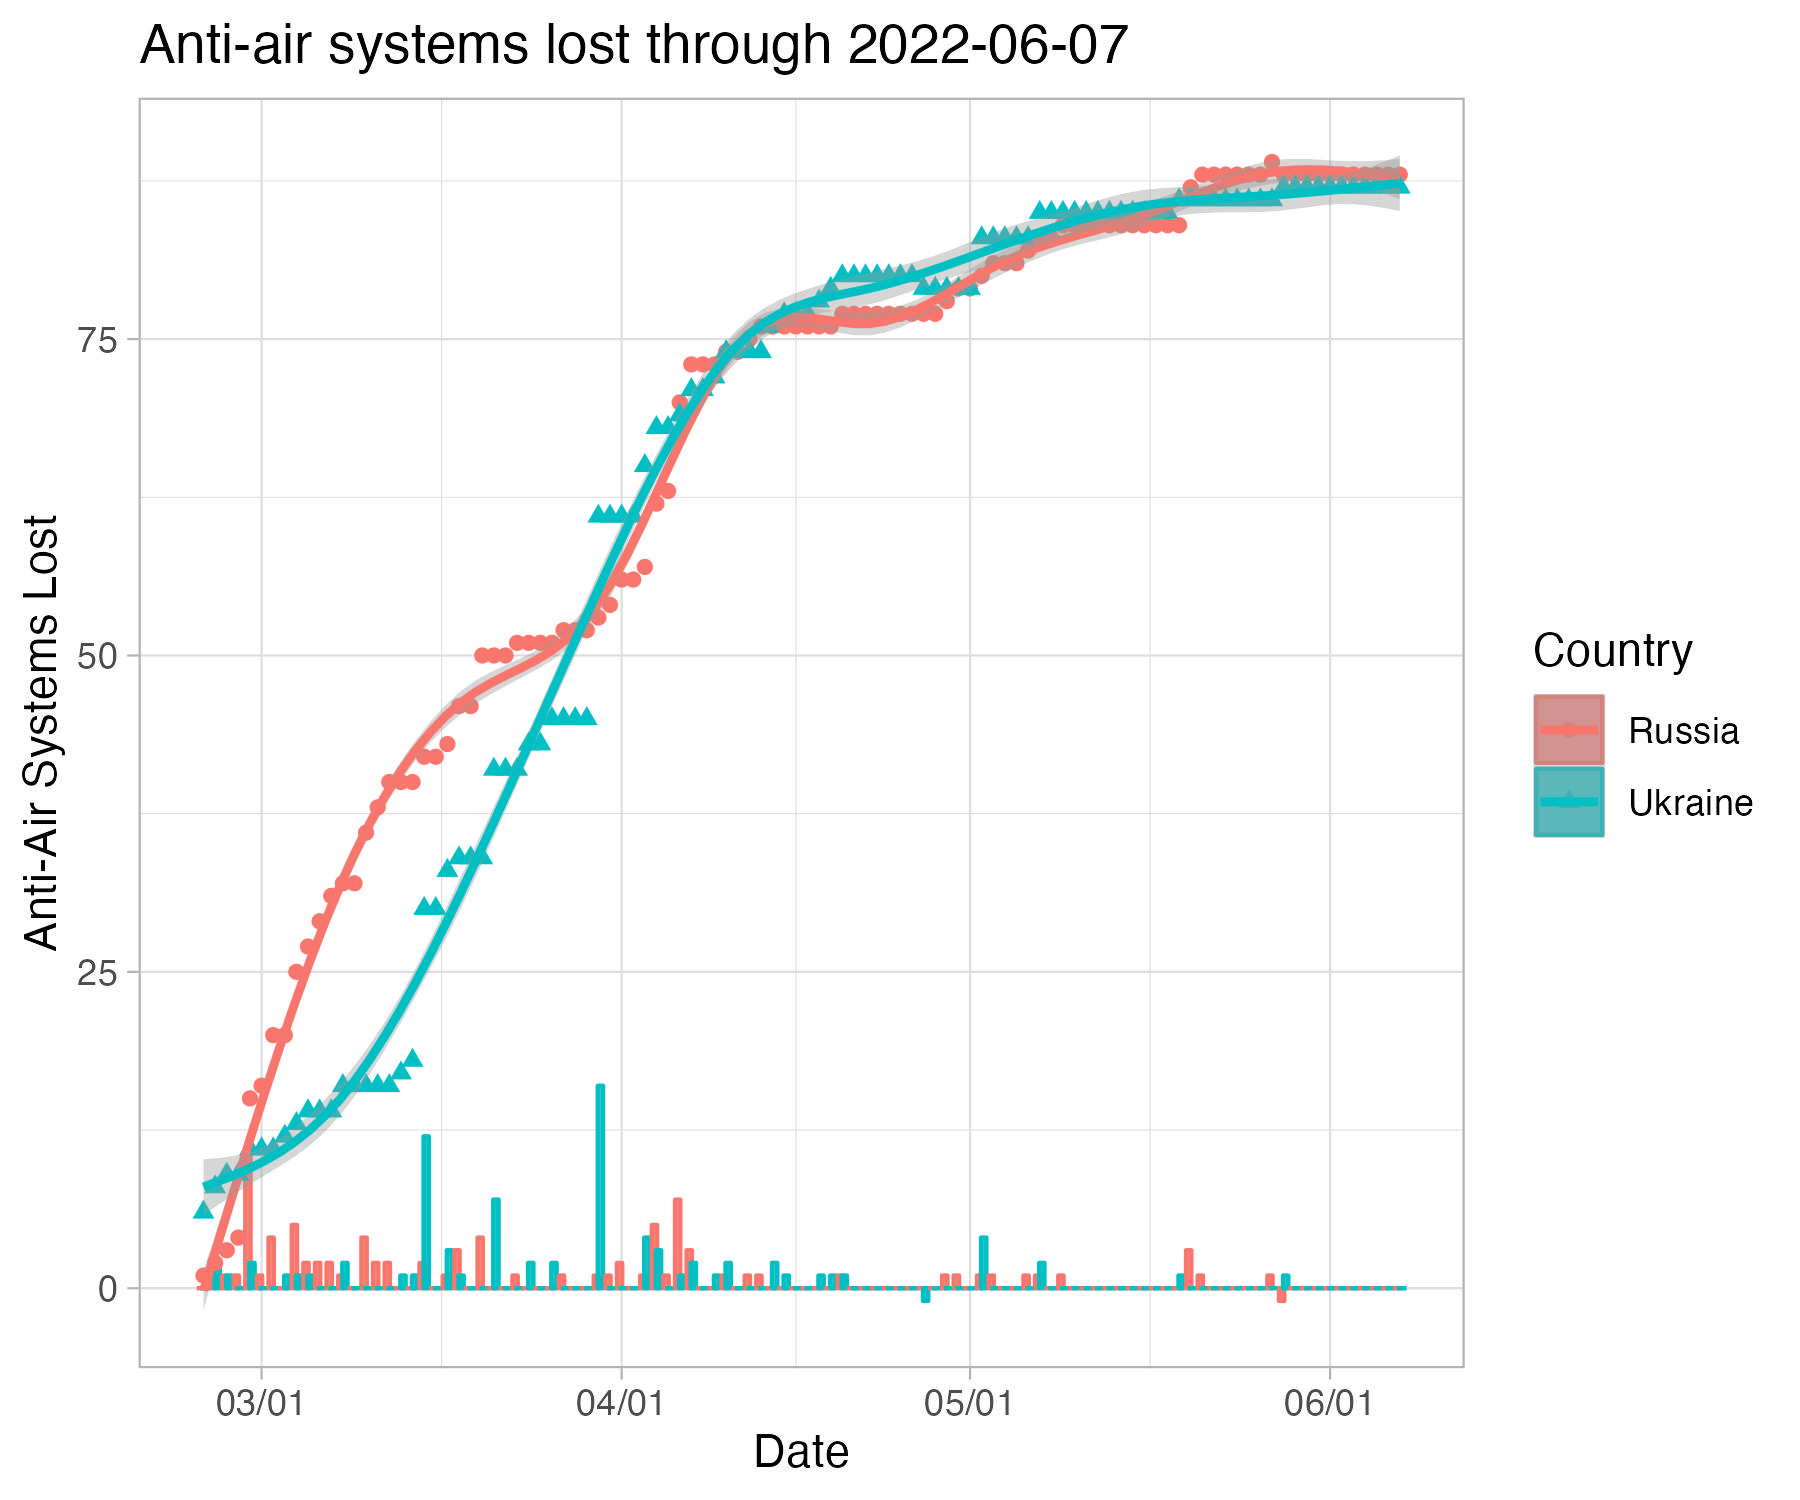 Anti-air systems lost through 2022-06-07
Anti-Air Systems Lost
75
50
25
0
03/01
04/01
05/01
06/01
Date
Country
Russia
Ukraine